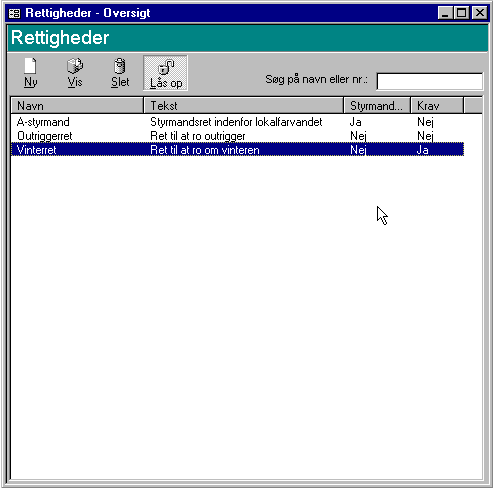 Rettigheder - Oversigt
Rettigheder
Ny Vis Slet Lås op Søg på navn eller nr.:
Navn Tekst Styrmand... Krav
A-styrmand Styrmandsret indenfor lokalfarvandet Ja Nej
Outriggerret Ret til at ro outrigger Nej Nej
Vinterret Ret til at ro om vinteren Nej Ja